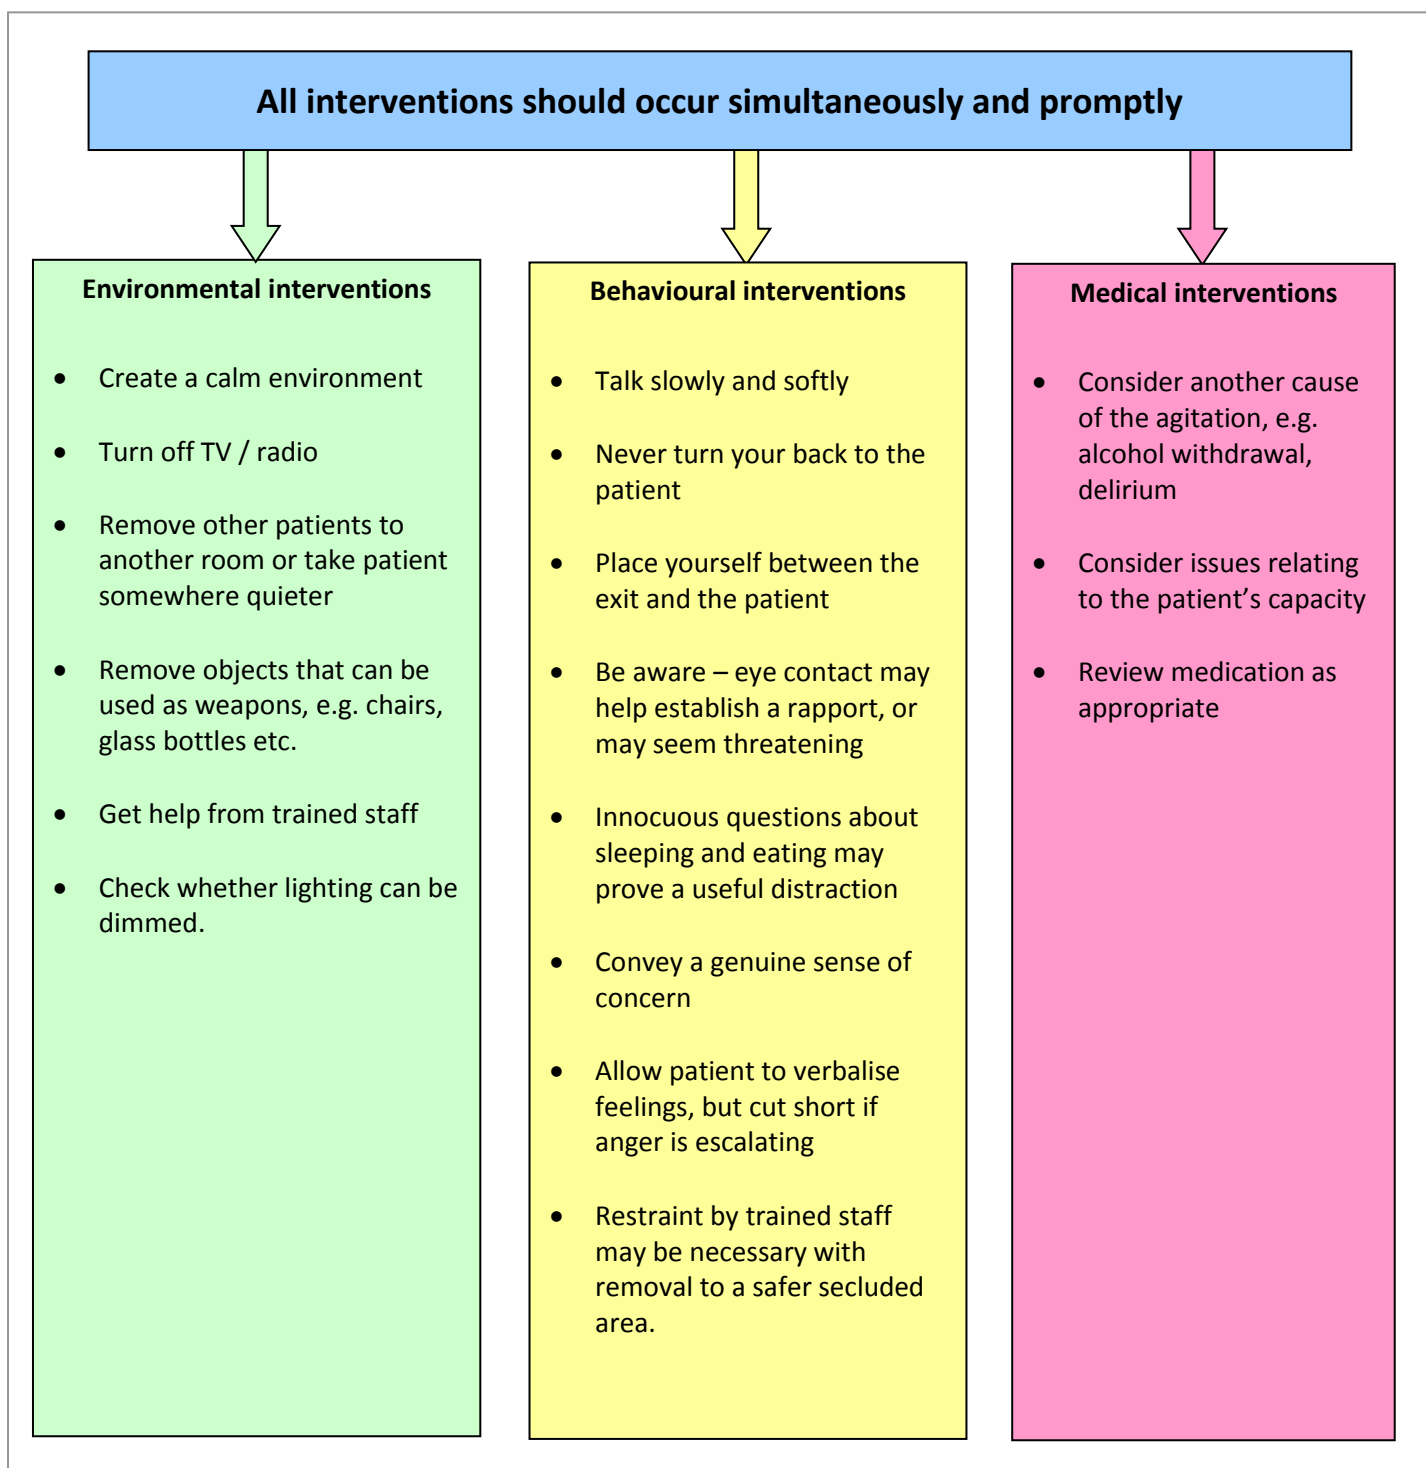 All interventions should occur simultaneously and promptly
Environmental interventions
• Create a calm environment
• Turn off TV / radio
• Remove other patients to
another room or take patient
somewhere quieter
• Remove objects that can be
used as weapons, e.g. chairs,
glass bottles etc.
• Get help from trained staff
• Check whether lighting can be
dimmed.
Behavioural interventions
• Talk slowly and softly
• Never turn your back to the
patient
• Place yourself between the
exit and the patient
• Be aware – eye contact may
help establish a rapport, or
may seem threatening
• Innocuous questions about
sleeping and eating may
prove a useful distraction
• Convey a genuine sense of
concern
• Allow patient to verbalise
feelings, but cut short if
anger is escalating
• Restraint by trained staff
may be necessary with
removal to a safer secluded
area.
Medical interventions
• Consider another cause
of the agitation, e.g.
alcohol withdrawal,
delirium
• Consider issues relating
to the patient’s capacity
• Review medication as
appropriate